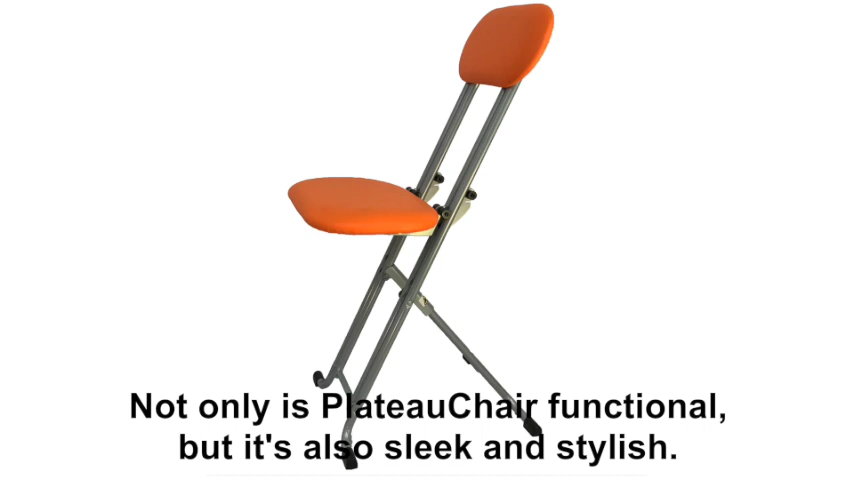 Not only is PlateauChair functional,
but it's also sleek and stylish.